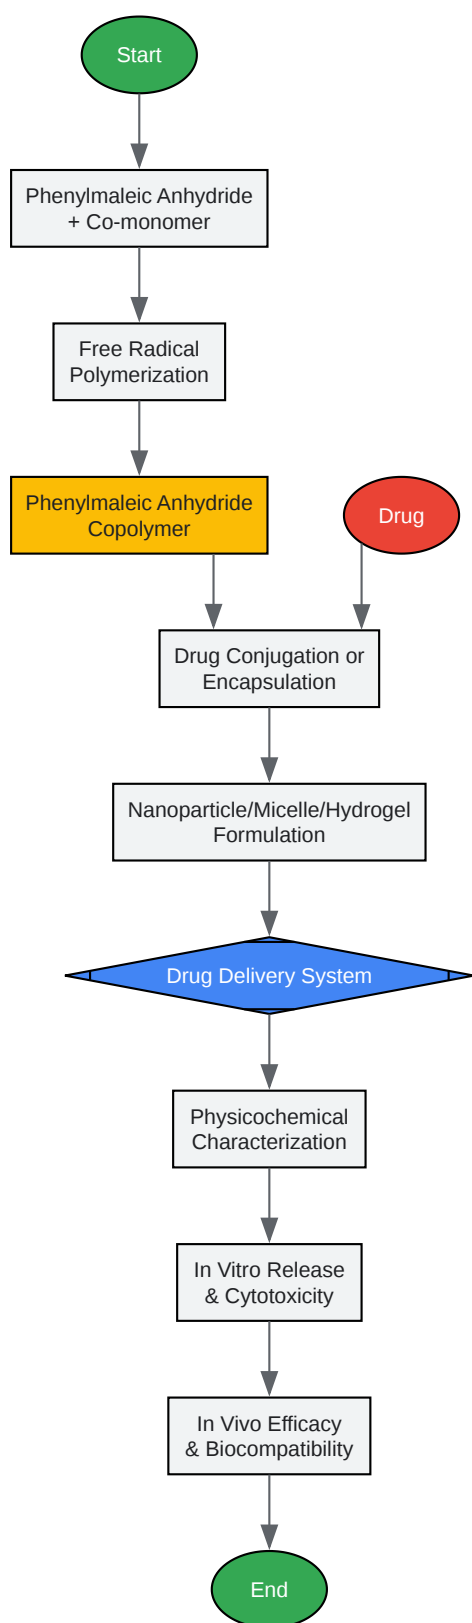 Start
Phenylmaleic Anhydride
+ Co-monomer
Free Radical
Polymerization
Phenylmaleic Anhydride
Copolymer
Drug
Drug Conjugation or
Encapsulation
Nanoparticle/Micelle/Hydrogel
Formulation
Drug Delivery System
Physicochemical
Characterization
In Vitro Release
& Cytotoxicity
In Vivo Efficacy
& Biocompatibility
End